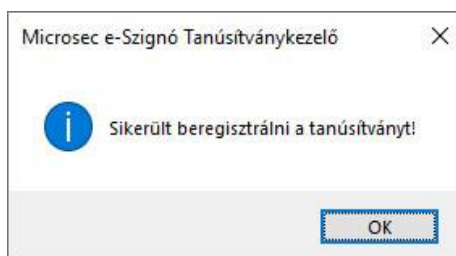 Microsec e-Szignó Tanúsítványkezelő
Sikerült beregisztrálni a tanúsítványt!
OK